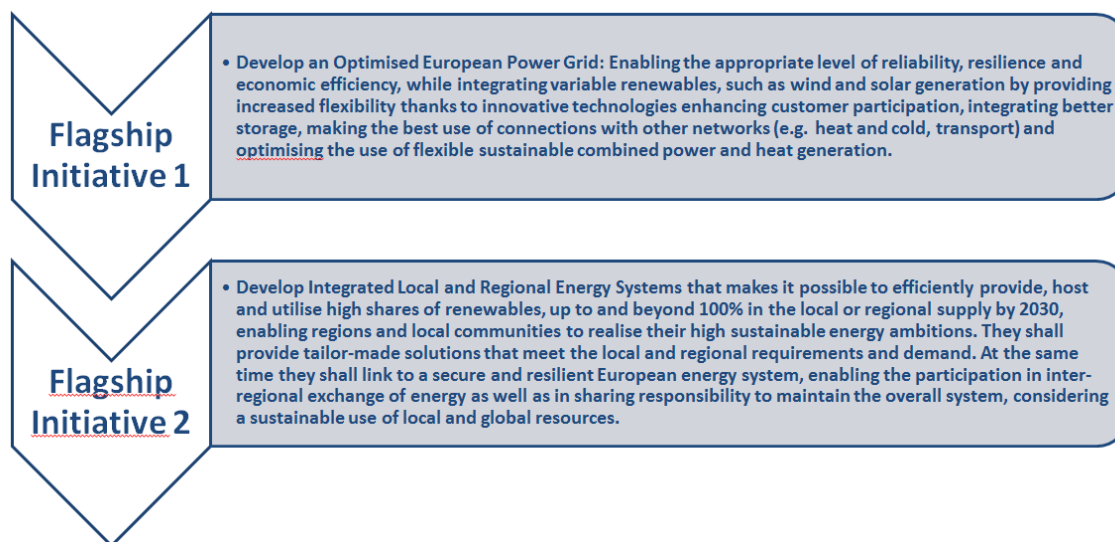 Flagship
Initiative 1
• Develop an Optimised European Power Grid: Enabling the appropriate level of reliability, resilience and
economic efficiency, while integrating variable renewables, such as wind and solar generation by providing
increased flexibility thanks to innovative technologies enhancing customer participation, integrating better
storage, making the best use of connections with other networks (e.g. heat and cold, transport) and
optimising the use of flexible sustainable combined power and heat generation.
Flagship
Initiative 2
• Develop Integrated Local and Regional Energy Systems that makes it possible to efficiently provide, host
and utilise high shares of renewables, up to and beyond 100% in the local or regional supply by 2030,
enabling regions and local communities to realise their high sustainable energy ambitions. They shall
provide tailor-made solutions that meet the local and regional requirements and demand. At the same
time they shall link to a secure and resilient European energy system, enabling the participation in inter-
regional exchange of energy as well as in sharing responsibility to maintain the overall system, considering
a sustainable use of local and global resources.